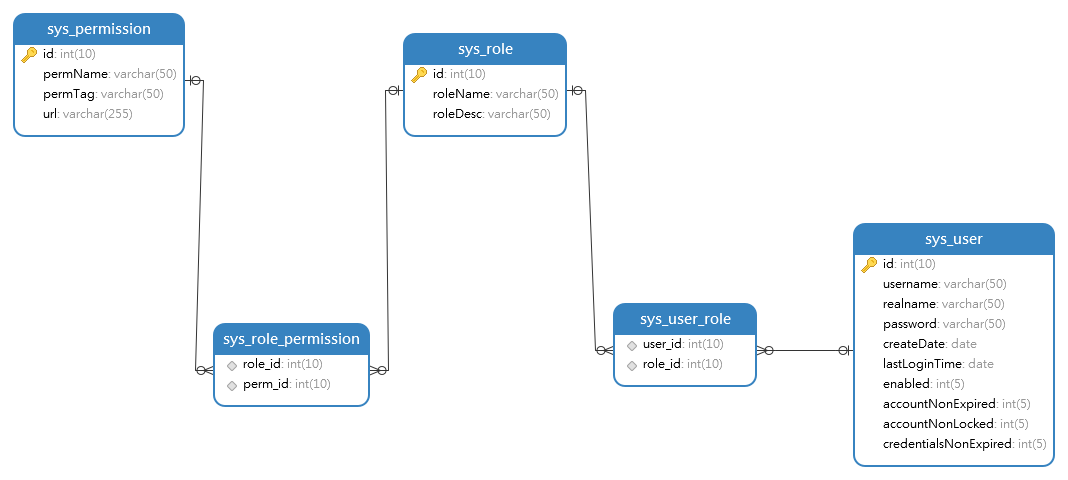 sys_permission
id: int(10)
permName: varchar(50)
permTag: varchar(50)
url: varchar(255)
sys_role
id: int(10)
roleName: varchar(50)
roleDesc: varchar(50)
sys_role_permission
role_id: int(10)
perm_id: int(10)
sys_user_role
user_id: int(10)
role_id: int(10)
sys_user
id: int(10)
username: varchar(50)
realname: varchar(50)
password: varchar(50)
createDate: date
lastLoginTime: date
enabled: int(5)
accountNonExpired: int(5)
accountNonLocked: int(5)
credentialsNonExpired: int(5)